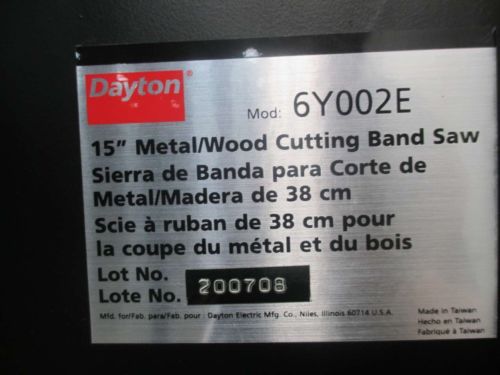 Dayton®
Mod: 6Y002E
15” Metal/Wood Cutting Band Saw
Sierra de Banda para Corte de
Metal/Madera de 38 cm
Scie à ruban de 38 cm pour
la coupe du métal et du bois
Lot No.
Lote No.
200708
Mfd. for/Fab. para/Fab. pour : Dayton Electric Mfg. Co., Niles, Illinois 60714 U.S.A.
Made in Taiwan
Hecho en Taiwan
Fabriqué à Taiwan